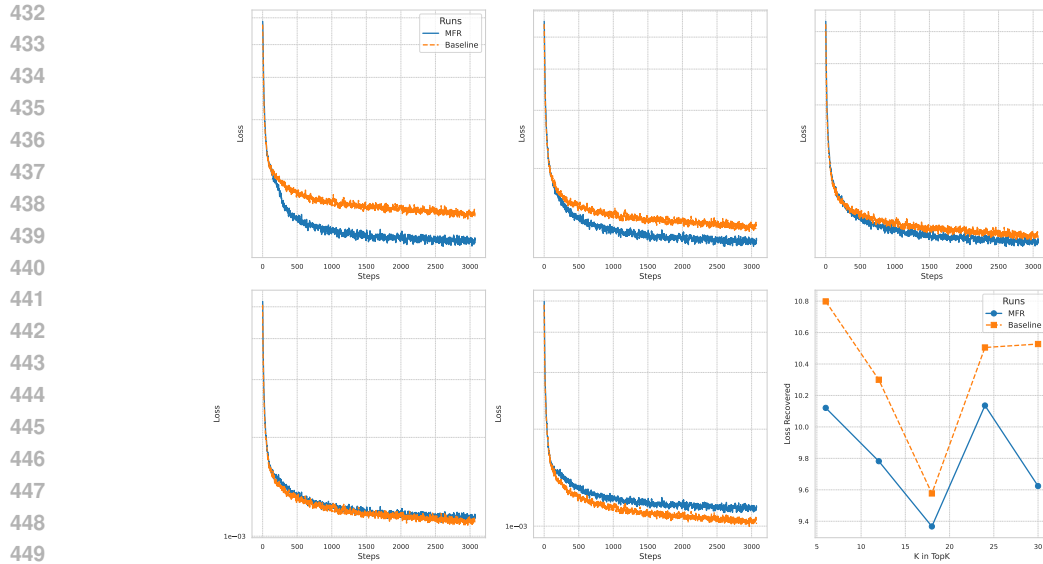 432
433
434
435
436
437
438
439
440
441
442
443
444
445
446
447
448
449
Runs
MFR
Baseline
Loss
0 500 1000 1500 2000 2500 3000
Steps
Loss
0 500 1000 1500 2000 2500 3000
Steps
Loss
0 500 1000 1500 2000 2500 3000
Steps
Loss
1e−03
0 500 1000 1500 2000 2500 3000
Steps
Loss
1e−03
0 500 1000 1500 2000 2500 3000
Steps
Runs
MFR
Baseline
Loss Recovered
10.8
10.6
10.4
10.2
10.0
9.8
9.6
9.4
5 10 15 20 25 30
K in TopK